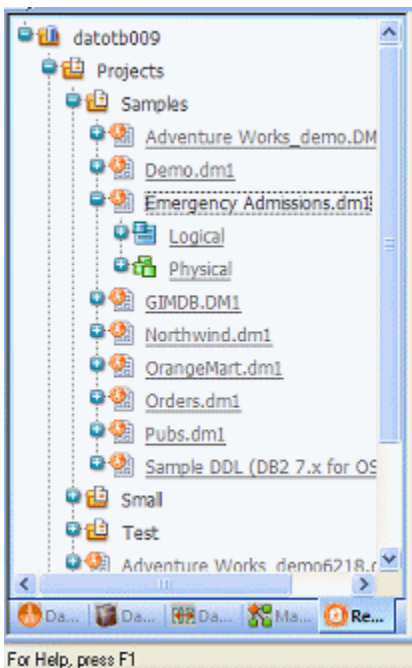 datotb009
Projects
Samples
Adventure Works_demo.DM
Demo.dm1
Emergency Admissions.dm1
Logical
Physical
GIMDB.DM1
Northwind.dm1
OrangeMart.dm1
Orders.dm1
Pubs.dm1
Sample DDL (DB2 7.x for OS
Small
Test
Adventure Works_demo6218.
Da... Da... Da... Ma... Re...
For Help, press F1